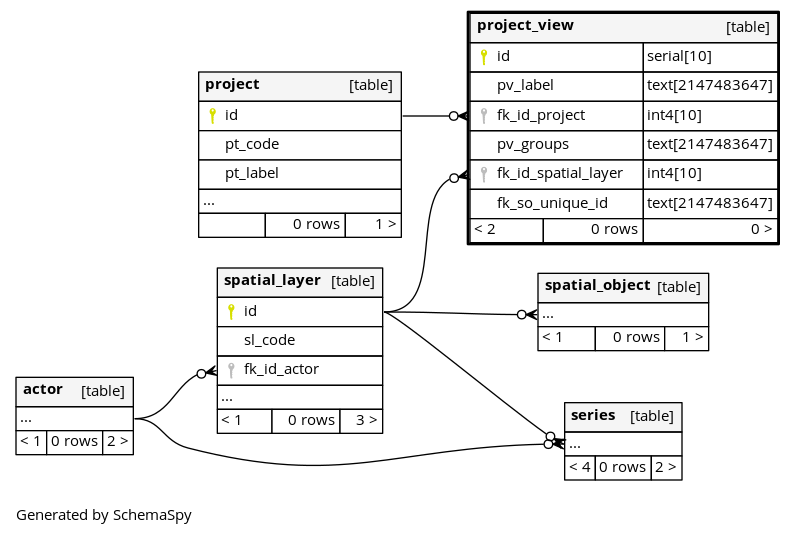 project_view [table]
id serial[10]
pv_label text[2147483647]
fk_id_project int4[10]
pv_groups text[2147483647]
fk_id_spatial_layer int4[10]
fk_so_unique_id text[2147483647]
< 2 0 rows 0 >
project [table]
id
pt_code
pt_label
...
0 rows 1 >
spatial_layer [table]
id
sl_code
fk_id_actor
...
< 1 0 rows 3 >
spatial_object [table]
...
< 1 0 rows 1 >
actor [table]
...
< 1 0 rows 2 >
series [table]
...
< 4 0 rows 2 >
Generated by SchemaSpy